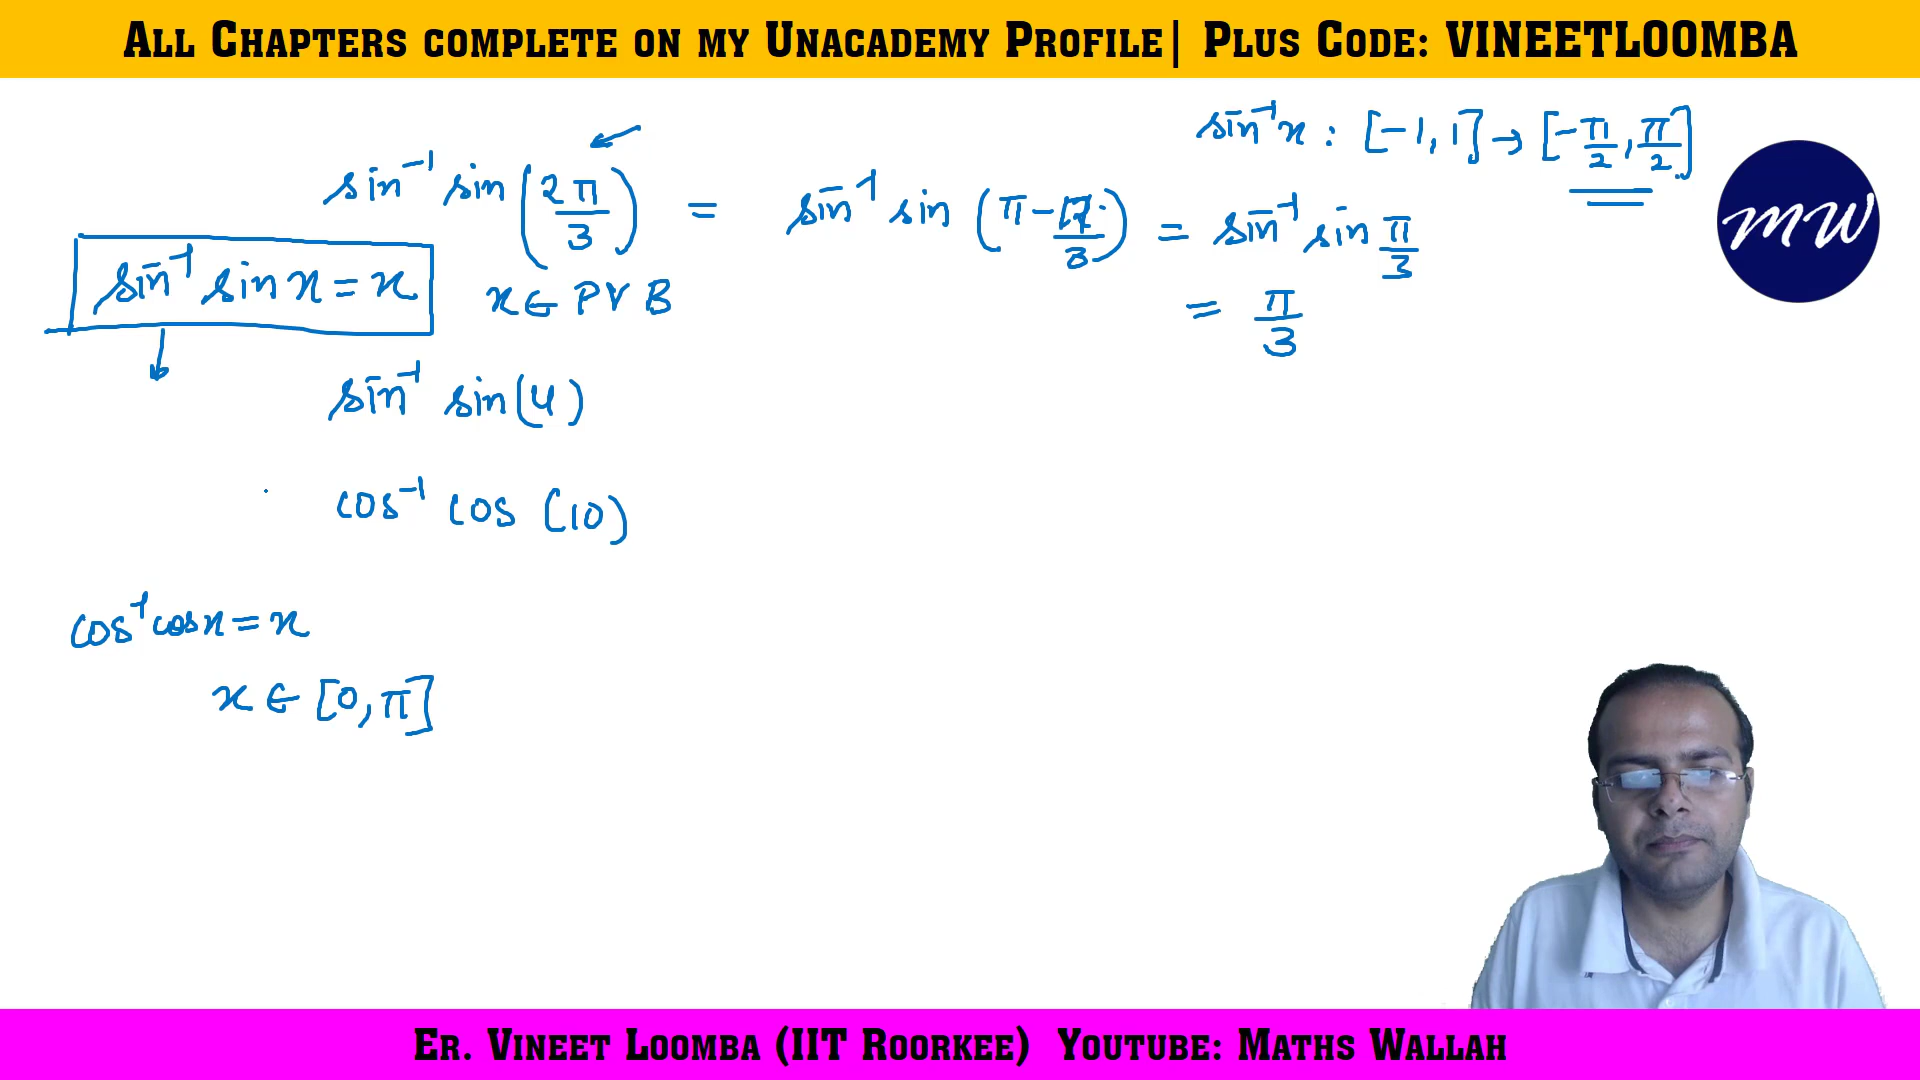 ALL CHAPTERS COMPLETE ON MY UNACADEMY PROFILE| PLUS CODE: VINEETLOOMBA
sin⁻¹x : [-1, 1] → [-π/2, π/2]
MW
sin⁻¹ sin(2π/3) = sin⁻¹ sin (π - π/3) = sin⁻¹ sin π/3
sin⁻¹ sin x = x x ∈ PVB = π/3
sin⁻¹ sin(4)
cos⁻¹ cos (10)
cos⁻¹ cos x = x
x ∈ [0, π]
ER. VINEET LOOMBA (IIT ROORKEE) YOUTUBE: MATHS WALLAH